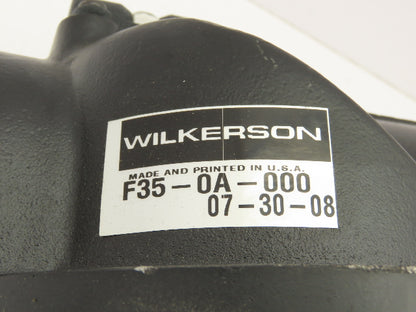 WILKERSON
MADE AND PRINTED IN U.S.A.
F35-0A-000
07-30-08